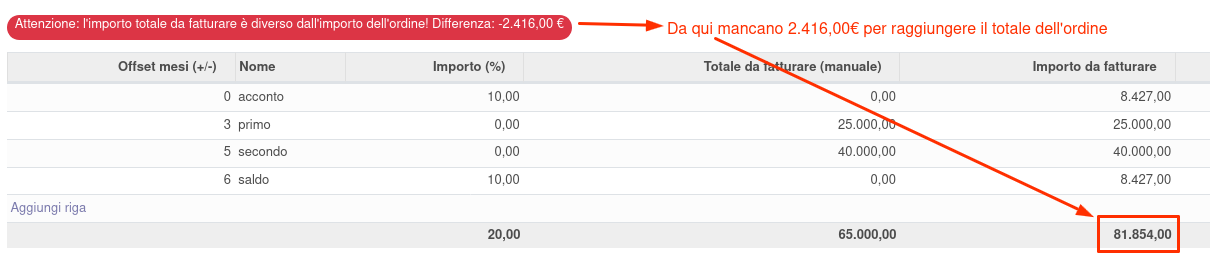 Attenzione: l'importo totale da fatturare è diverso dall'importo dell'ordine! Differenza: -2.416,00 €
Da qui mancano 2.416,00€ per raggiungere il totale dell'ordine
Offset mesi (+/-) Nome Importo (%) Totale da fatturare (manuale) Importo da fatturare
0 acconto 10,00 0,00 8.427,00
3 primo 0,00 25.000,00 25.000,00
5 secondo 0,00 40.000,00 40.000,00
6 saldo 10,00 0,00 8.427,00
Aggiungi riga
20,00 65.000,00 81.854,00